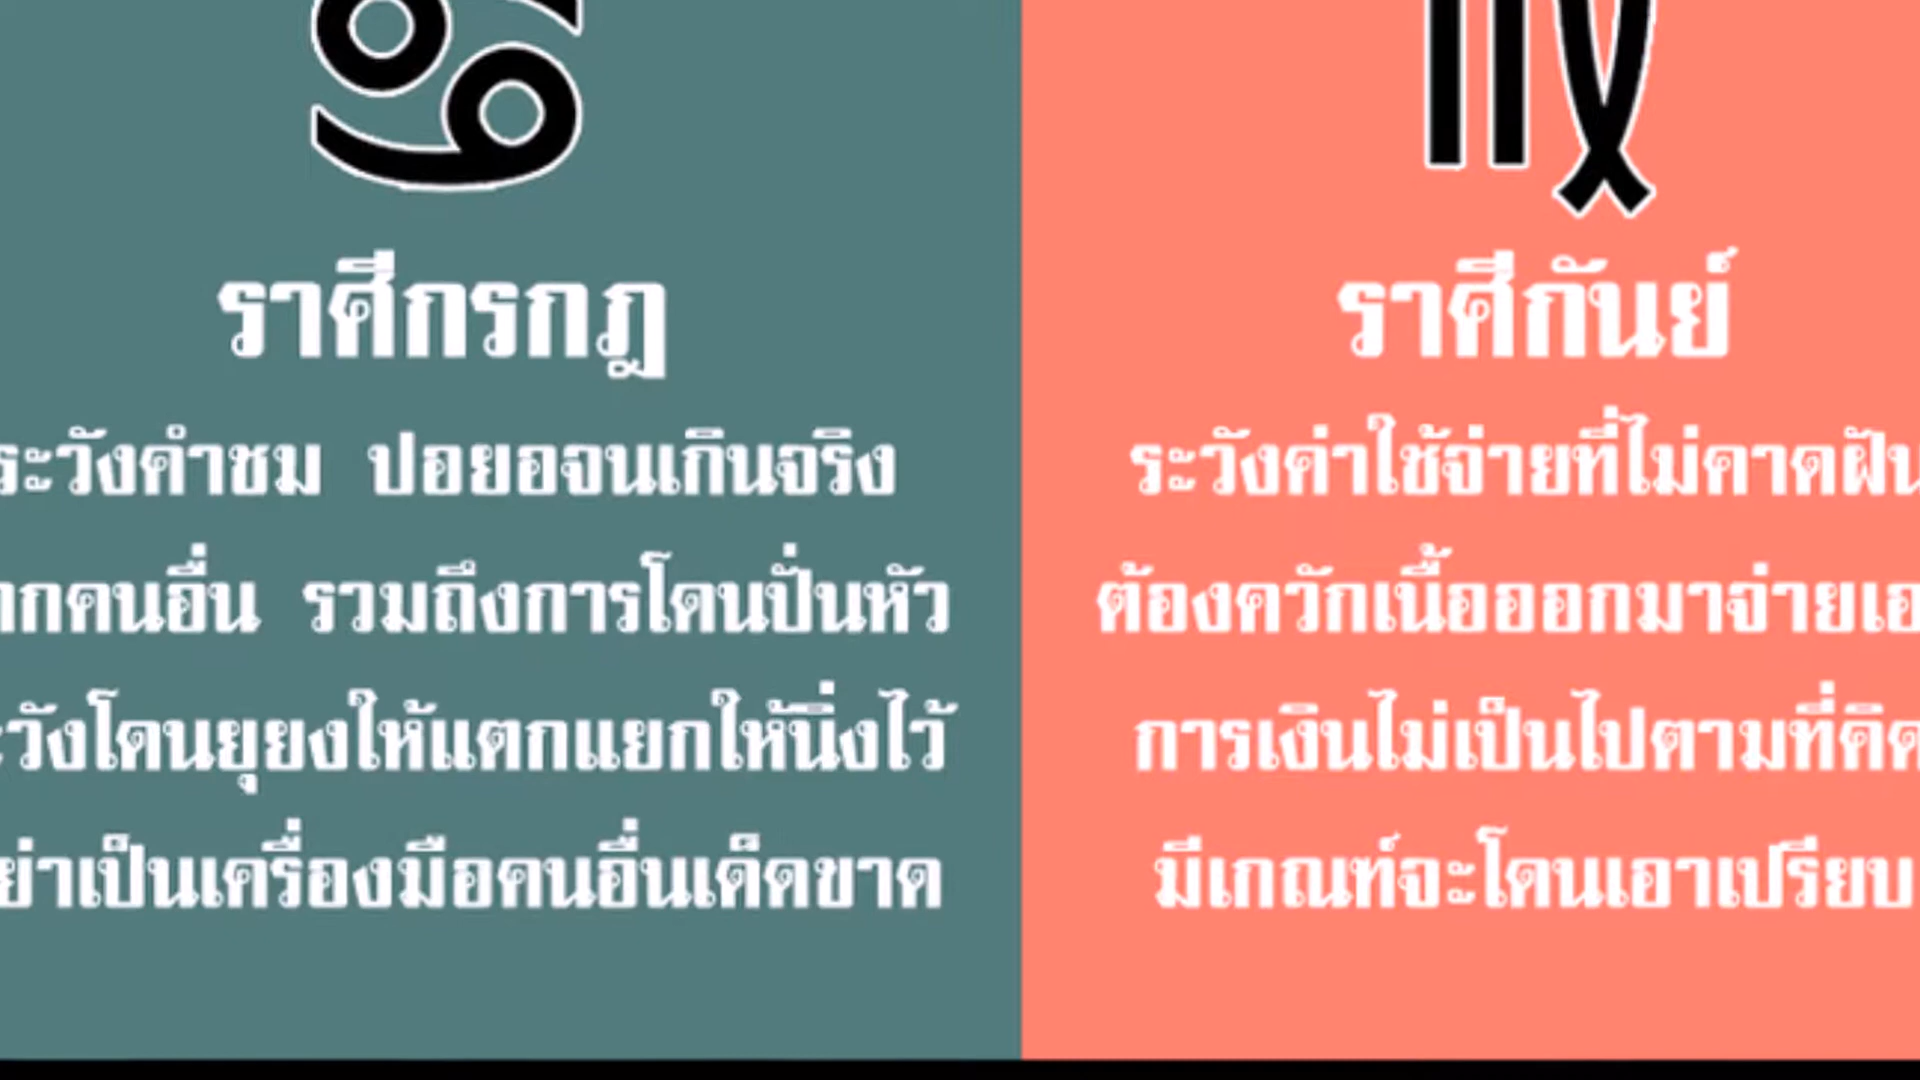 ราศีกรกฎ
ระวังคำชม ปอยอจนเกินจริง
ากคนอื่น รวมถึงการโดนปั่นหัว
ะวังโดนยุยงให้แตกแยกให้นิ่งไว้
ย่าเป็นเครื่องมือคนอื่นเด็ดขาด
ราศีกันย์
ระวังค่าใช้จ่ายที่ไม่คาดฝัน
ต้องควักเนื้อออกมาจ่ายเอ
การเงินไม่เป็นไปตามที่คิด
มีเกณฑ์จะโดนเอาเปรียบ